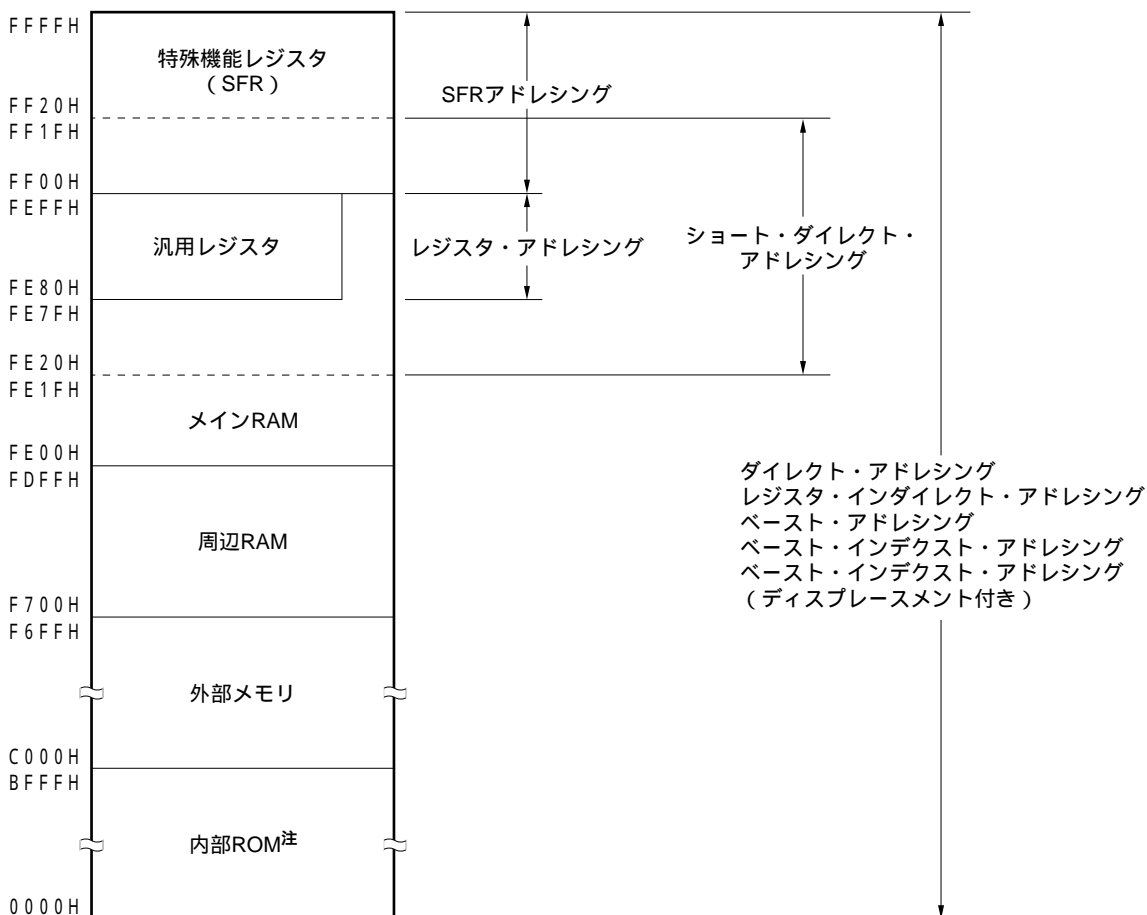 FFFFH
特殊機能レジスタ
（SFR）
SFRアドレシング
FF20H
FF1FH
FF00H
FEFFH
汎用レジスタ
レジスタ・アドレシング
ショート・ダイレクト・
アドレシング
FE80H
FE7FH
FE20H
FE1FH
メインRAM
FE00H
FDFFH
ダイレクト・アドレシング
レジスタ・インダイレクト・アドレシング
ベースト・アドレシング
ベースト・インデクスト・アドレシング
ベースト・インデクスト・アドレシング
（ディスプレースメント付き）
周辺RAM
F700H
F6FFH
外部メモリ
C000H
BFFFH
内部ROM注
0000H